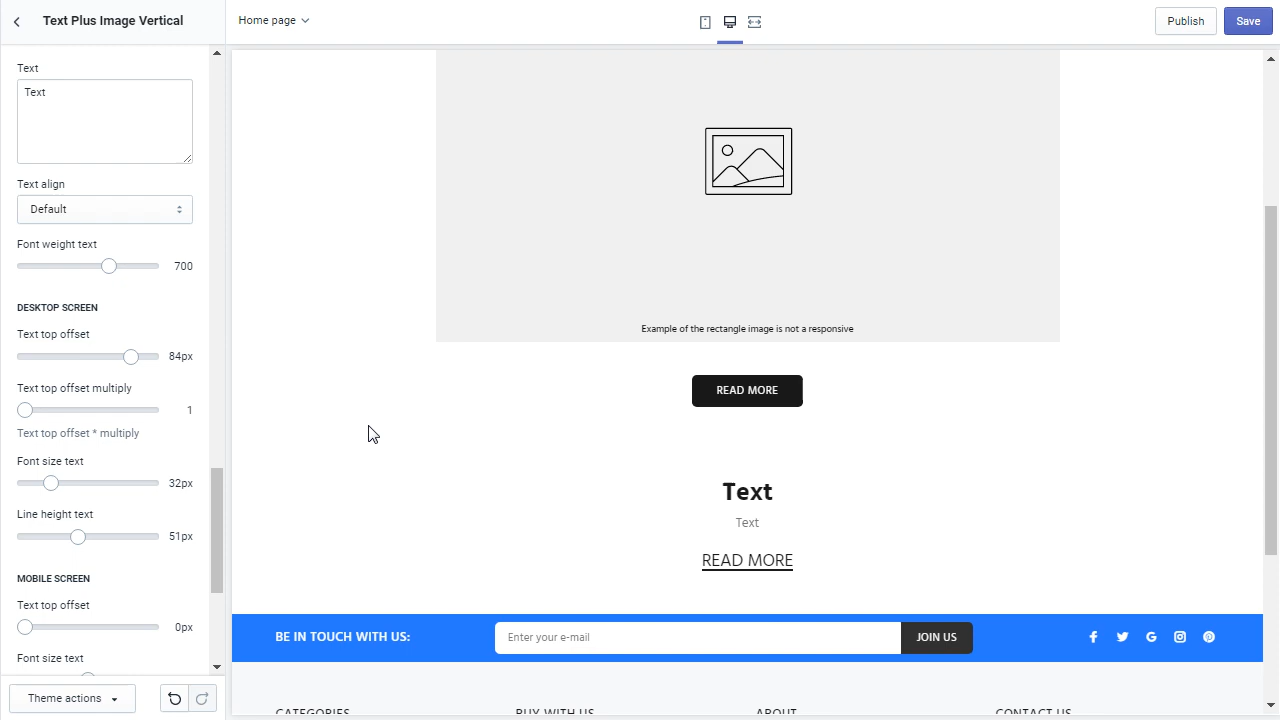 Text Plus Image Vertical
Home page
Publish
Save
Text
Text
Text align
Default
Font weight text
700
DESKTOP SCREEN
Text top offset
84px
Text top offset multiply
1
Text top offset * multiply
Font size text
32px
Line height text
51px
MOBILE SCREEN
Text top offset
0px
Font size text
Theme actions
Example of the rectangle image is not a responsive
READ MORE
Text
Text
READ MORE
BE IN TOUCH WITH US:
Enter your e-mail
JOIN US
CATEGORIES
BUY WITH US
ABOUT
CONTACT US